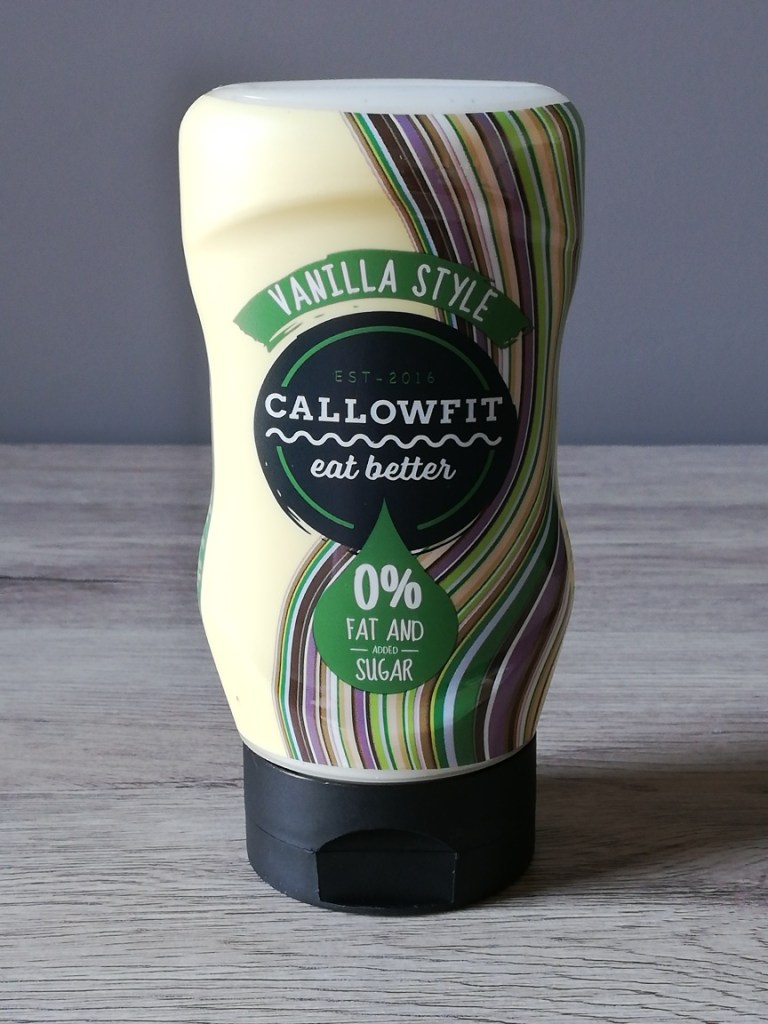 VANILLA STYLE
EST-2016
CALLOWFIT
eat better
0%
FAT AND
ADDED
SUGAR